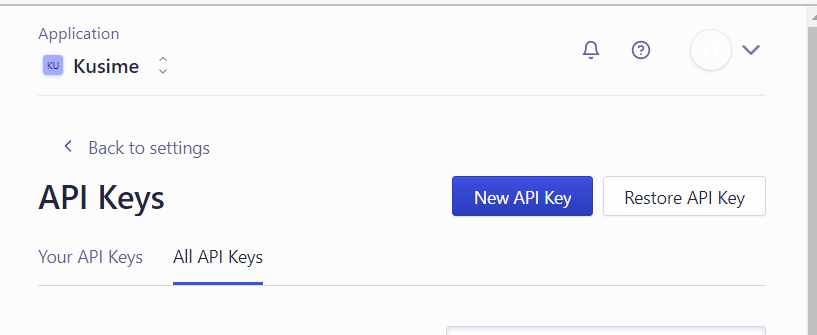 Application
KU Kusime
Back to settings
API Keys
New API Key
Restore API Key
Your API Keys
All API Keys